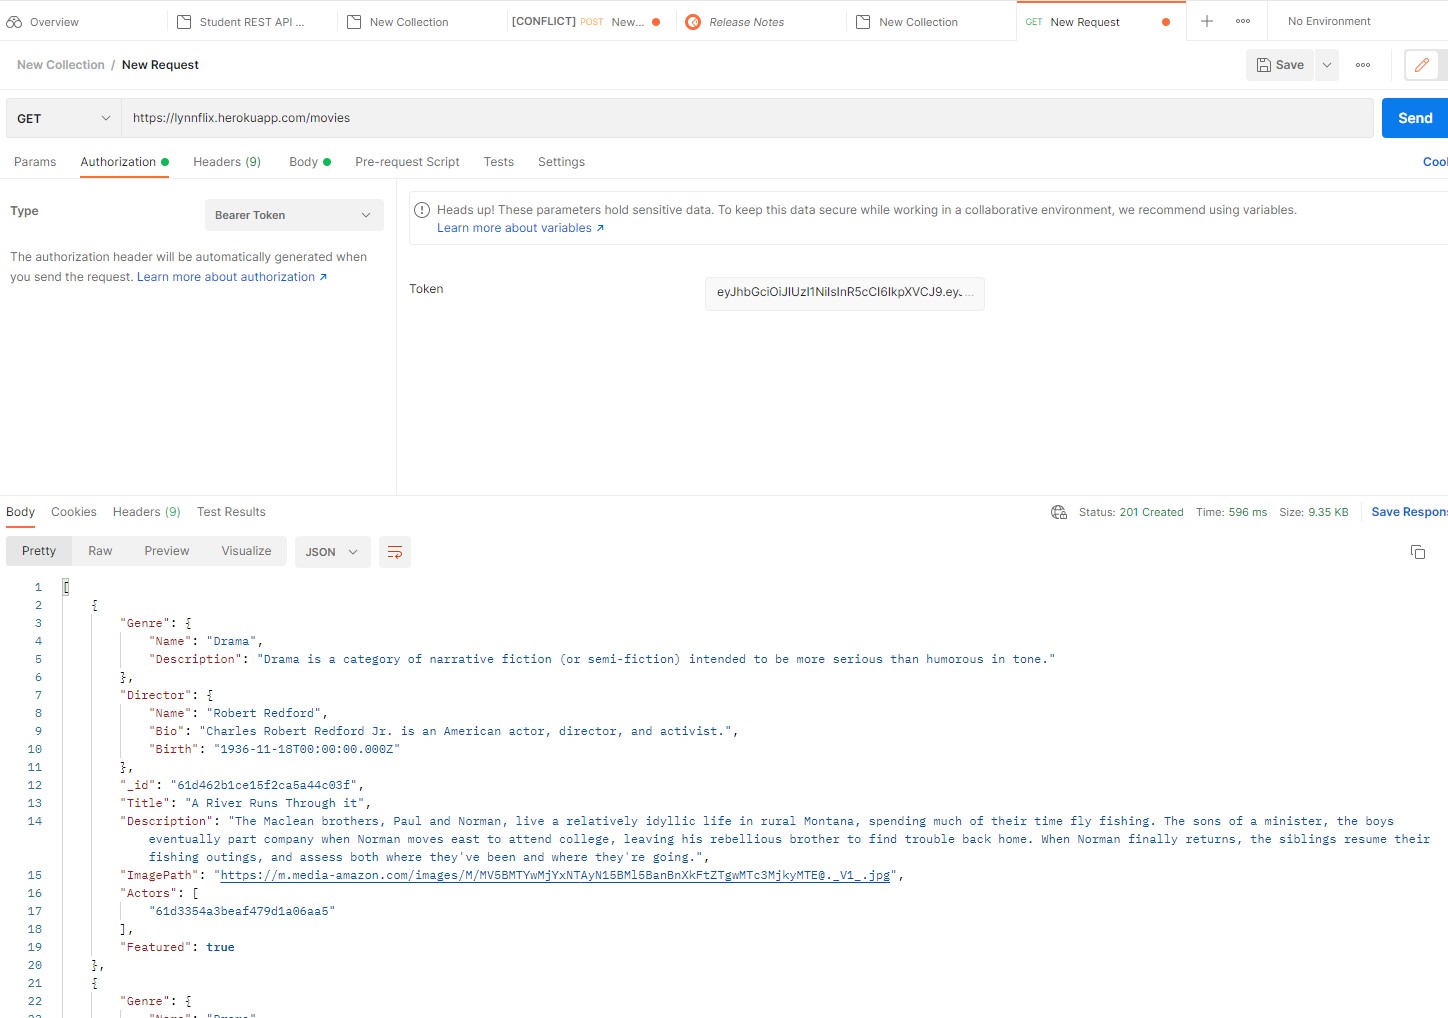 Overview
Student REST API ...
New Collection
[CONFLICT] POST New...
Release Notes
New Collection
GET New Request
No Environment
New Collection / New Request
Save
GET
https://lynnflix.herokuapp.com/movies
Send
Params Authorization Headers (9) Body Pre-request Script Tests Settings
Type
Bearer Token
The authorization header will be automatically generated when
you send the request. Learn more about authorization ↗
Heads up! These parameters hold sensitive data. To keep this data secure while working in a collaborative environment, we recommend using variables.
Learn more about variables ↗
Token
eyJhbGciOiJIUzI1NiIsInR5cCI6IkpXVCJ9.ey...
Body Cookies Headers (9) Test Results
Status: 201 Created Time: 596 ms Size: 9.35 KB Save Respons
Pretty Raw Preview Visualize JSON
1 [
2 {
3 "Genre": {
4 "Name": "Drama",
5 "Description": "Drama is a category of narrative fiction (or semi-fiction) intended to be more serious than humorous in tone."
6 },
7 "Director": {
8 "Name": "Robert Redford",
9 "Bio": "Charles Robert Redford Jr. is an American actor, director, and activist.",
10 "Birth": "1936-11-18T00:00:00.000Z"
11 },
12 "_id": "61d462b1ce15f2ca5a44c03f",
13 "Title": "A River Runs Through it",
14 "Description": "The Maclean brothers, Paul and Norman, live a relatively idyllic life in rural Montana, spending much of their time fly fishing. The sons of a minister, the boys
eventually part company when Norman moves east to attend college, leaving his rebellious brother to find trouble back home. When Norman finally returns, the siblings resume their
fishing outings, and assess both where they've been and where they're going.",
15 "ImagePath": "https://m.media-amazon.com/images/M/MV5BMTYwMjYxNTAyN15BMl5BanBnXkFtZTgwMTc3MjkyMTE@._V1_.jpg",
16 "Actors": [
17 "61d3354a3beaf479d1a06aa5"
18 ],
19 "Featured": true
20 },
21 {
22 "Genre": {